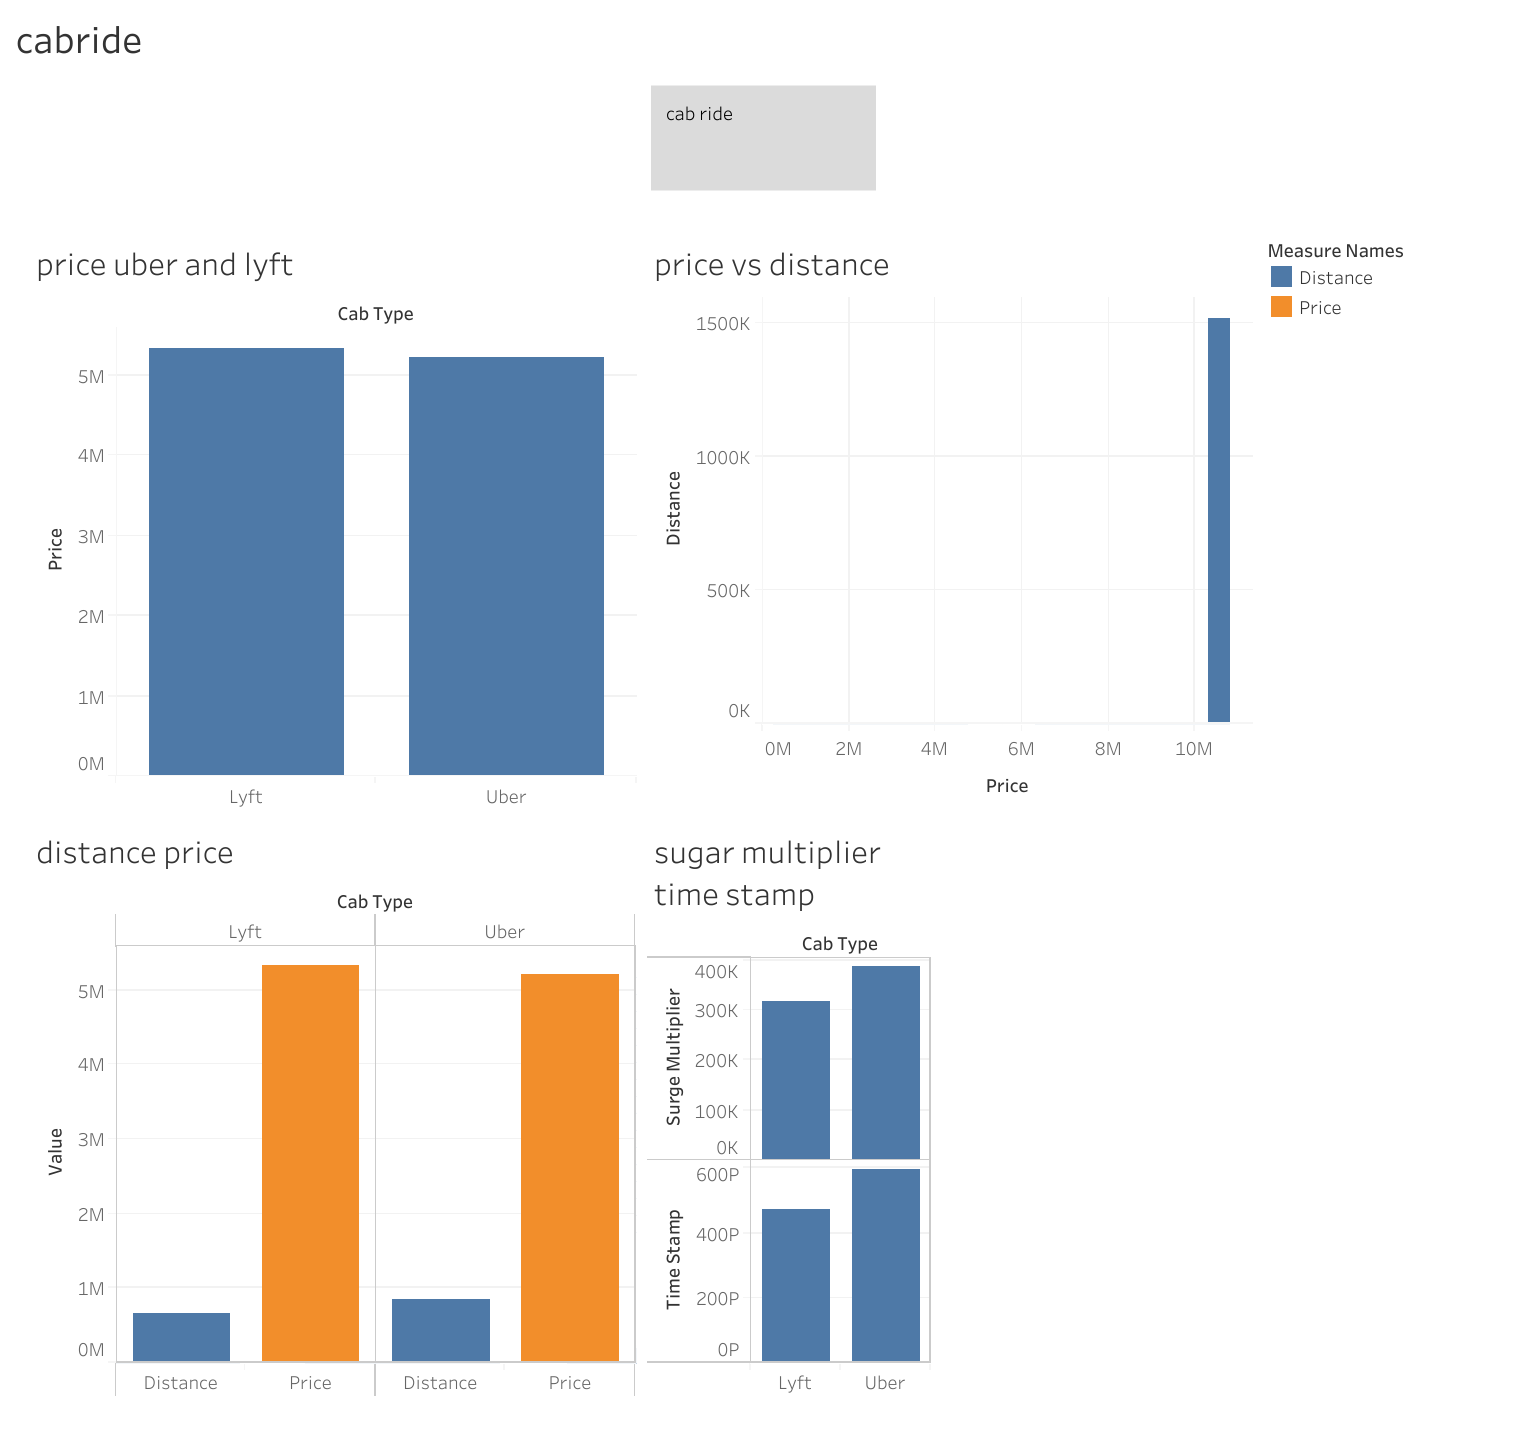 cabride
cab ride
price uber and lyft
Cab Type
Price
5M
4M
3M
2M
1M
0M
Lyft Uber
price vs distance
Distance
1500K
1000K
500K
0K
0M 2M 4M 6M 8M 10M
Price
Measure Names
Distance
Price
distance price
Cab Type
Lyft Uber
Value
5M
4M
3M
2M
1M
0M
Distance Price Distance Price
sugar multiplier
time stamp
Cab Type
Surge Multiplier
400K
300K
200K
100K
0K
Time Stamp
600P
400P
200P
0P
Lyft Uber